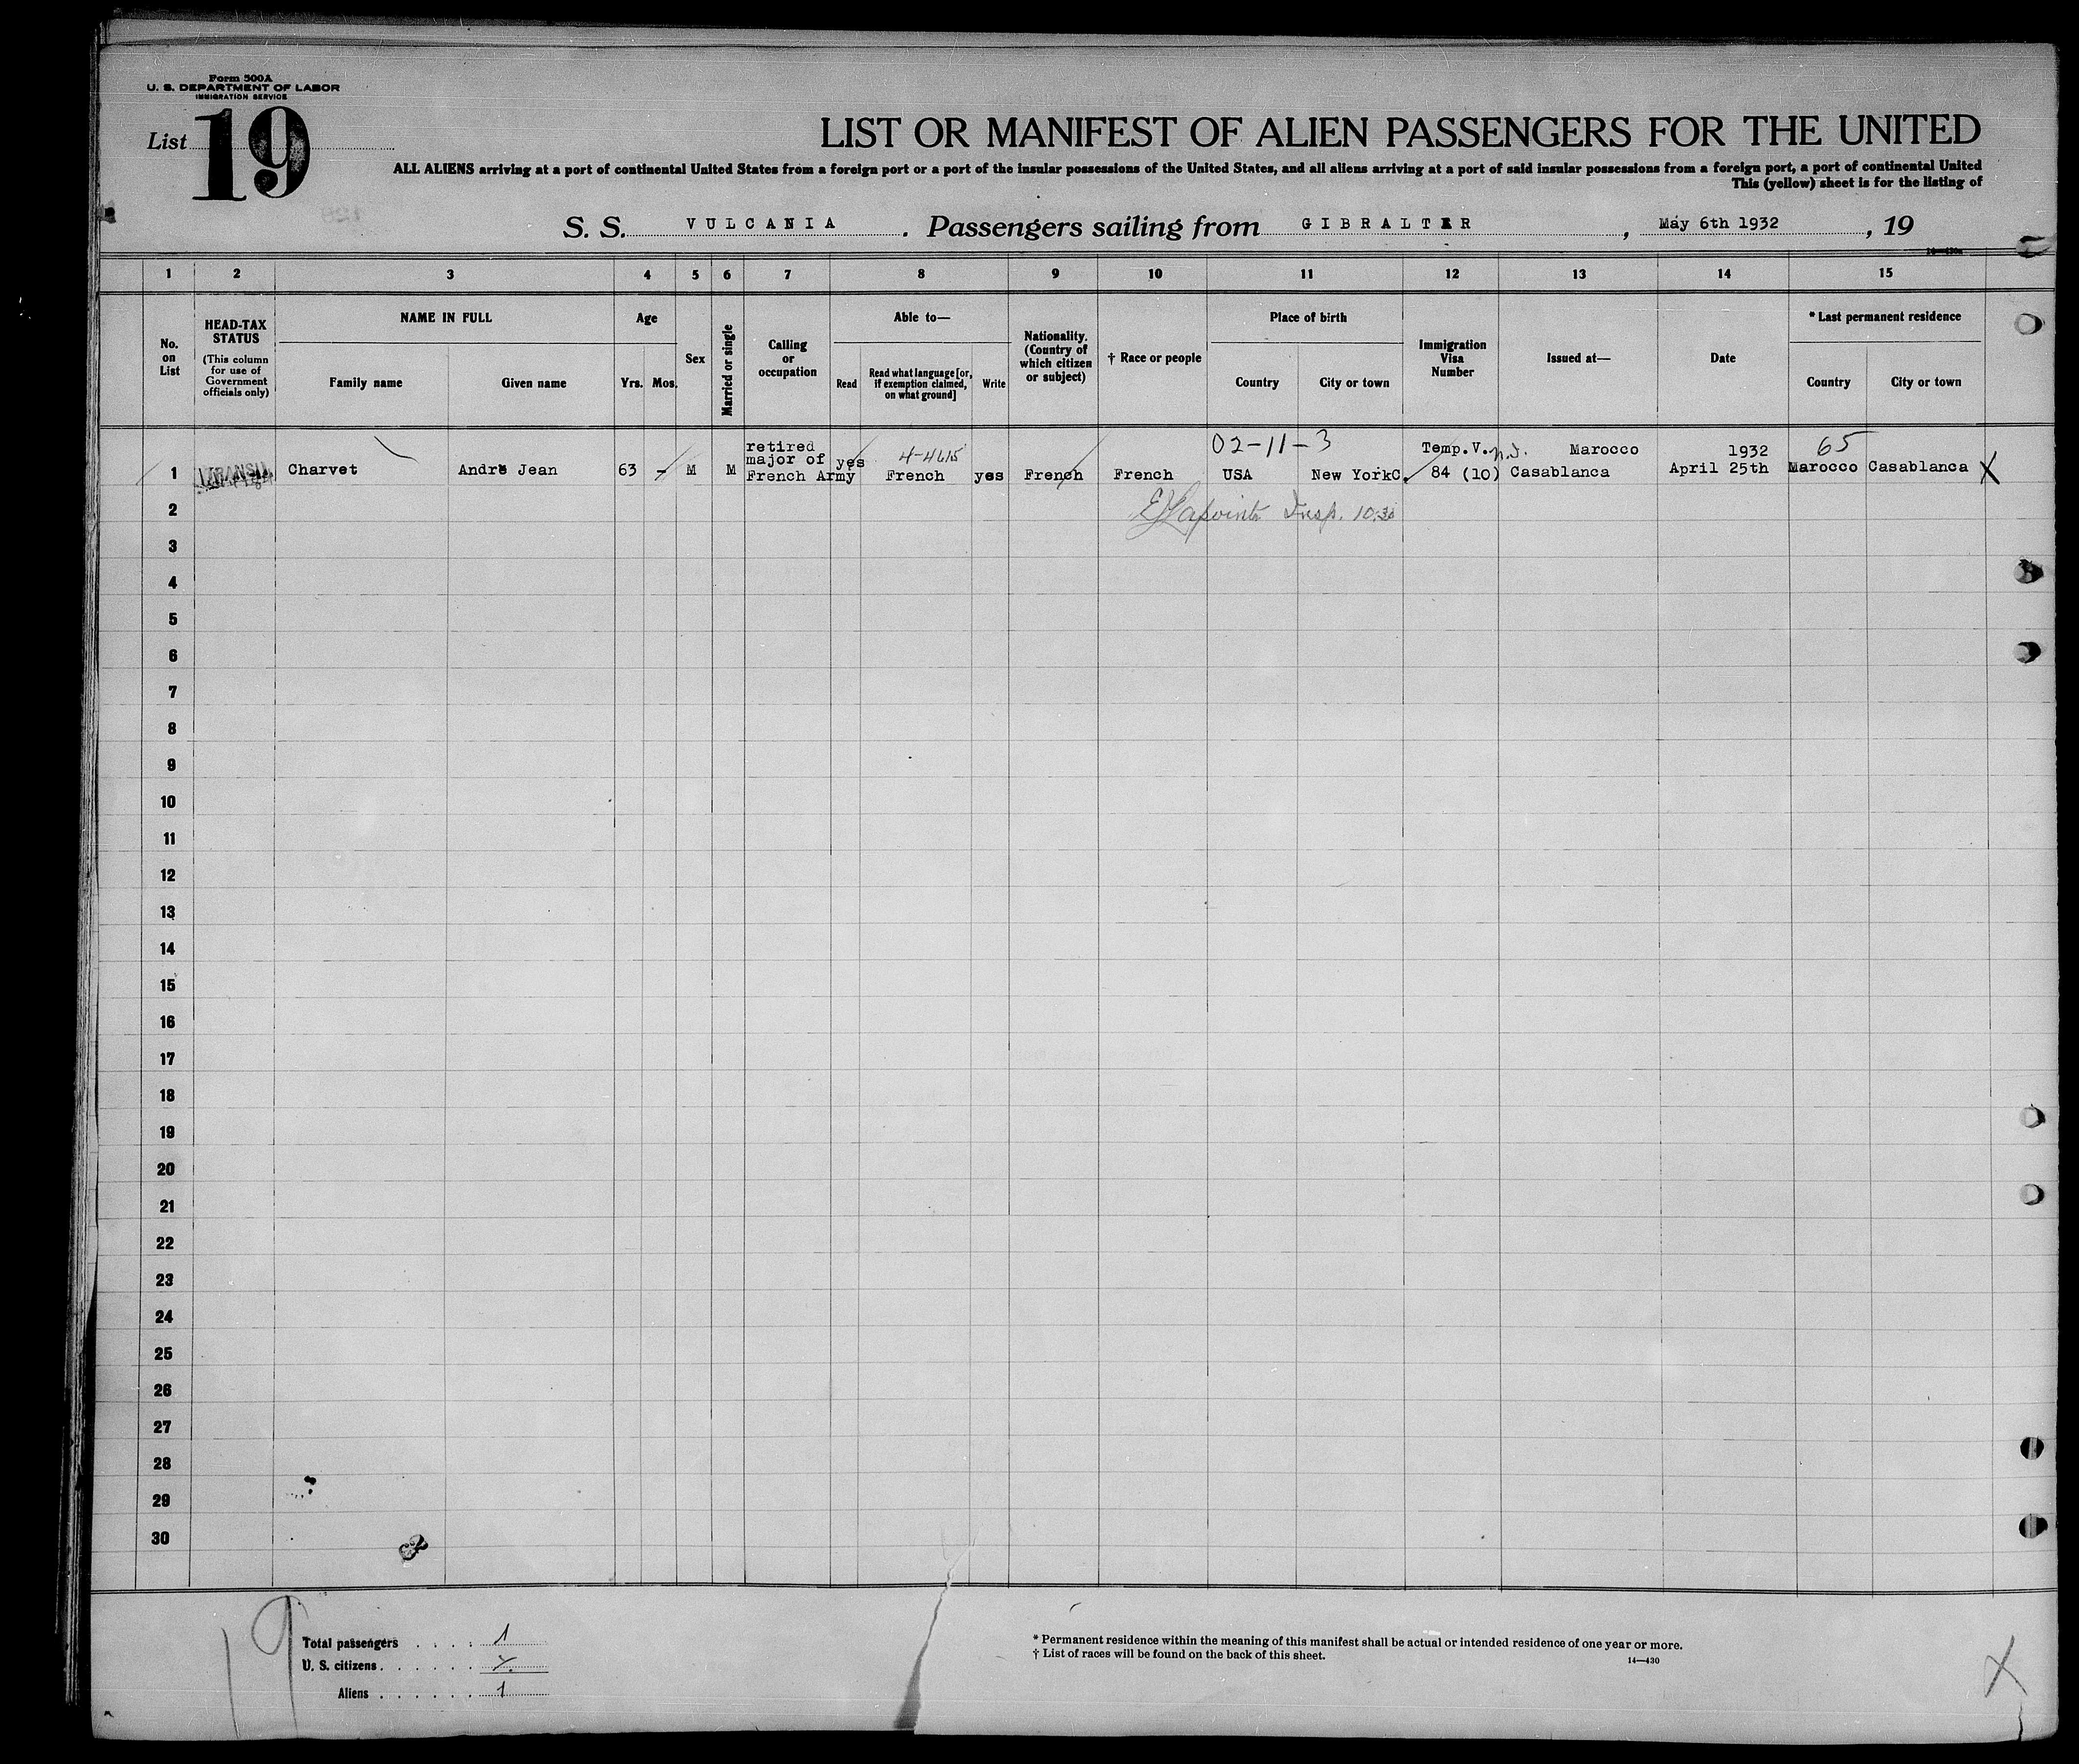 Form 500A
U. S. DEPARTMENT OF LABOR
IMMIGRATION SERVICE
List 19
LIST OR MANIFEST OF ALIEN PASSENGERS FOR THE UNITED
ALL ALIENS arriving at a port of continental United States from a foreign port or a port of the insular possessions of the United States, and all aliens arriving at a port of said insular possessions from a foreign port, a port of continental United
This (yellow) sheet is for the listing of
S. S. VULCANIA . Passengers sailing from GIBRALTER , May 6th 1932 , 19
1 2 3 4 5 6 7 8 9 10 11 12 13 14 15
No. on List
HEAD-TAX STATUS
(This column for use of Government officials only)
NAME IN FULL
Family name Given name
Age
Yrs. Mos.
Sex
Married or single
Calling or occupation
Able to—
Read
Read what language [or, if exemption claimed, on what ground]
Write
Nationality. (Country of which citizen or subject)
† Race or people
Place of birth
Country City or town
Immigration Visa Number
Issued at—
Date
* Last permanent residence
Country City or town
02-11-3
65
4-4615
1 TRANSIT Charvet André Jean 63 - M M retired major of French Army yes French yes French French USA New YorkC. Temp.V. 84 (10) Marocco Casablanca 1932 April 25th Marocco Casablanca X
2
Insp. 10:30
3
4
5
6
7
8
9
10
11
12
13
14
15
16
17
18
19
20
21
22
23
24
25
26
27
28
29
30
19
Total passengers . . . . 1
U. S. citizens . . . . . .
Aliens . . . . . . 1
* Permanent residence within the meaning of this manifest shall be actual or intended residence of one year or more.
† List of races will be found on the back of this sheet.
14—430
X